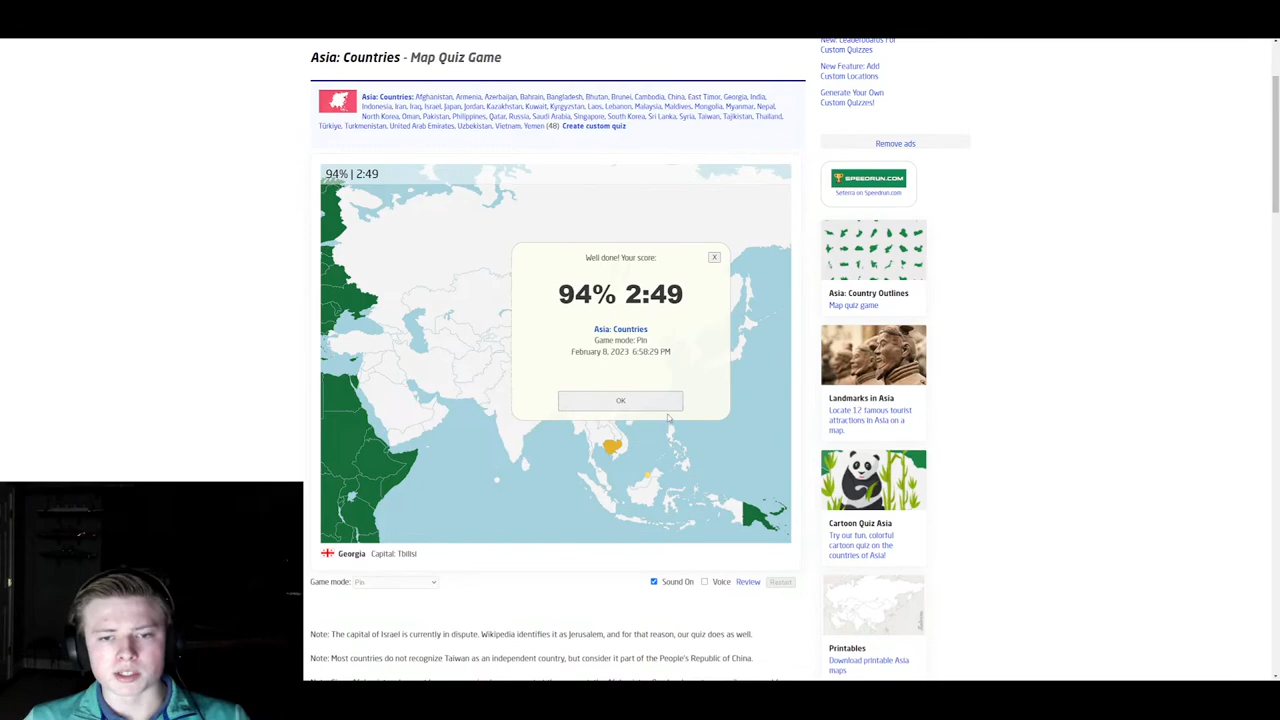 Asia: Countries - Map Quiz Game
Asia: Countries: Afghanistan, Armenia, Azerbaijan, Bahrain, Bangladesh, Bhutan, Brunei, Cambodia, China, East Timor, Georgia, India,
Indonesia, Iran, Iraq, Israel, Japan, Jordan, Kazakhstan, Kuwait, Kyrgyzstan, Laos, Lebanon, Malaysia, Maldives, Mongolia, Myanmar, Nepal,
North Korea, Oman, Pakistan, Philippines, Qatar, Russia, Saudi Arabia, Singapore, South Korea, Sri Lanka, Syria, Taiwan, Tajikistan, Thailand,
Türkiye, Turkmenistan, United Arab Emirates, Uzbekistan, Vietnam, Yemen (48) Create custom quiz
94% | 2:49
Well done! Your score:
X
94% 2:49
Asia: Countries
Game mode: Pin
February 8, 2023 6:58:29 PM
OK
Georgia Capital: Tbilisi
Game mode: Pin
Sound On
Voice
Review
Restart
Note: The capital of Israel is currently in dispute. Wikipedia identifies it as Jerusalem, and for that reason, our quiz does as well.
Note: Most countries do not recognize Taiwan as an independent country, but consider it part of the People's Republic of China.
New: Leaderboards For
Custom Quizzes
New Feature: Add
Custom Locations
Generate Your Own
Custom Quizzes!
Remove ads
SPEEDRUN.COM
Seterra on Speedrun.com
Asia: Country Outlines
Map quiz game
Landmarks in Asia
Locate 12 famous tourist
attractions in Asia on a
map.
Cartoon Quiz Asia
Try our fun, colorful
cartoon quiz on the
countries of Asia!
Printables
Download printable Asia
maps